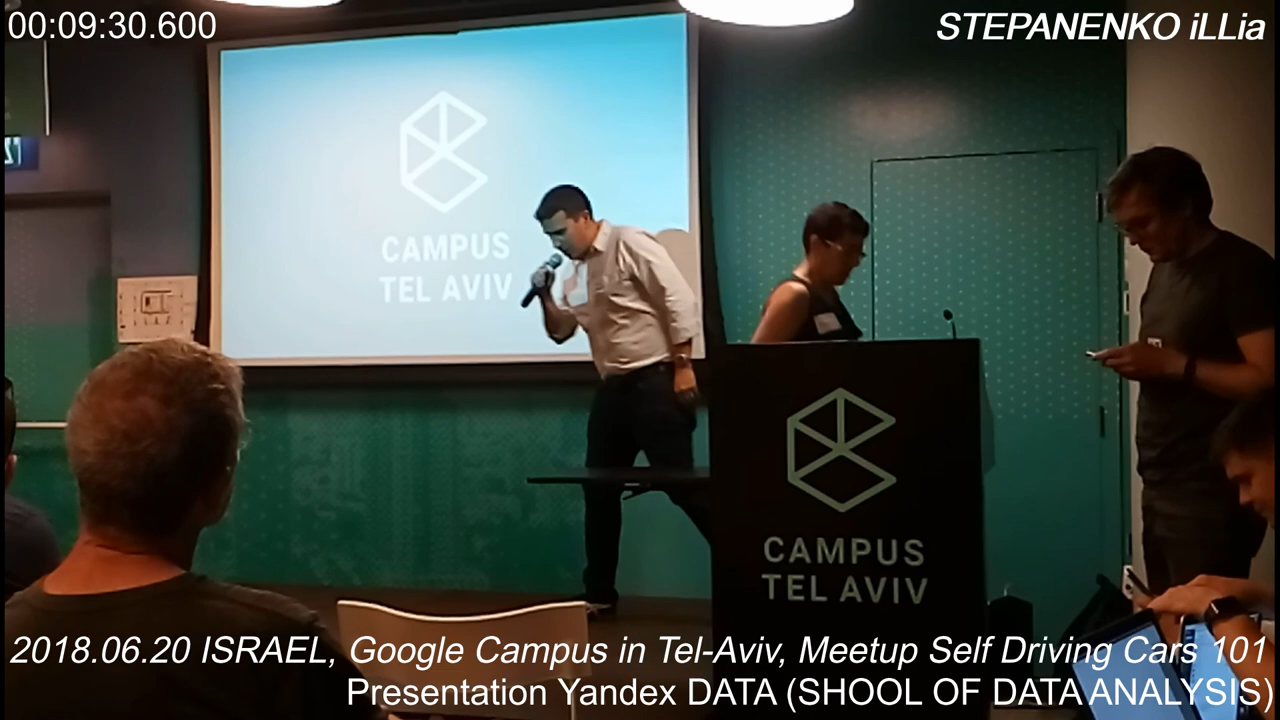 00:09:30.600
STEPANENKO iLLia
CAMPUS
TEL AVIV
CAMPUS
TEL AVIV
2018.06.20 ISRAEL, Google Campus in Tel-Aviv, Meetup Self Driving Cars 101
Presentation Yandex DATA (SHOOL OF DATA ANALYSIS)